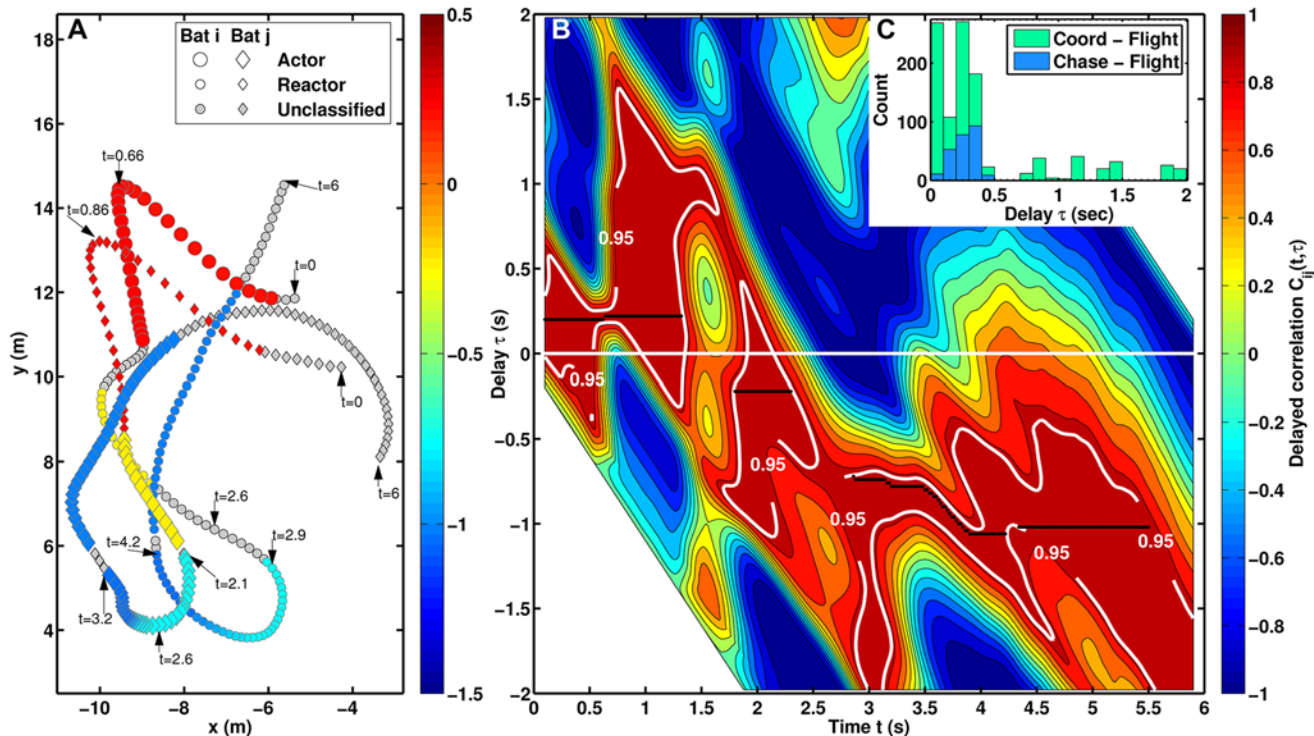 A
Bat i Bat j
Actor
Reactor
Unclassified
18
16
14
12
10
8
6
4
y (m)
−10 −8 −6 −4
x (m)
t=0.66
t=6
t=0.86
t=0
t=0
t=6
t=2.6
t=2.9
t=4.2
t=2.1
t=3.2
t=2.6
0.5
0
−0.5
−1
−1.5
B
2
1.5
1
0.5
0
−0.5
−1
−1.5
−2
Delay τ (s)
0 0.5 1 1.5 2 2.5 3 3.5 4 4.5 5 5.5 6
Time t (s)
0.95
0.95
0.95
0.95
0.95
0.95
C
Coord − Flight
Chase − Flight
200
100
0
Count
0 0.5 1 1.5 2
Delay τ (sec)
1
0.8
0.6
0.4
0.2
0
−0.2
−0.4
−0.6
−0.8
−1
Delayed correlation Cij(t,τ)